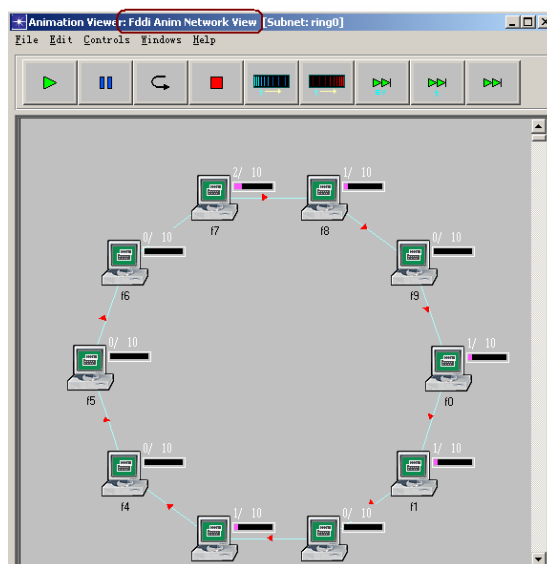 Animation Viewer: Fddi Anim Network View [Subnet: ring0]
File Edit Controls Windows Help
2/ 10
1/ 10
f7
f8
0/ 10
0/ 10
f6
f9
0/ 10
1/ 10
f5
f0
0/ 10
1/ 10
f4
f1
1/ 10
0/ 10